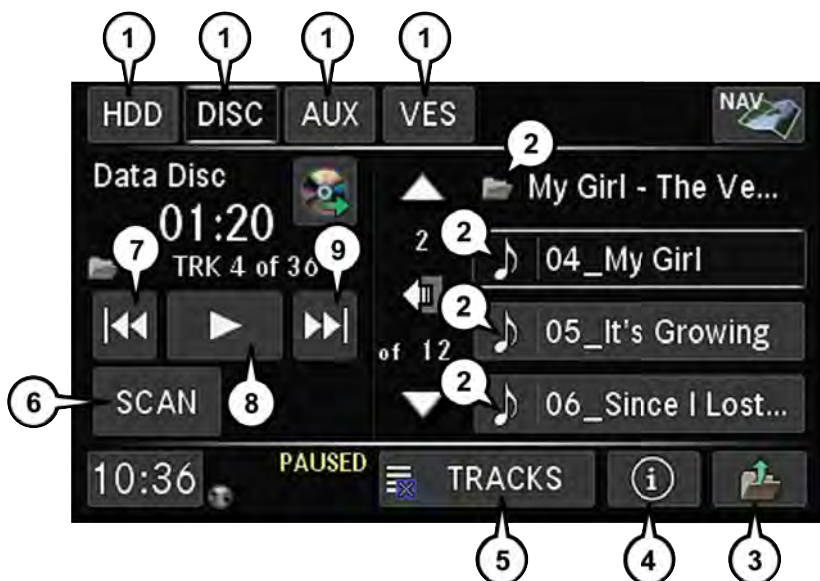 1 1 1 1
HDD DISC AUX VES NAV
2
Data Disc
My Girl - The Ve...
01:20
7
2
2
04_My Girl
TRK 4 of 36
9
2
05_It's Growing
of 12
2
6
SCAN
8
06_Since I Lost...
10:36
PAUSED
TRACKS
i
5
4
3